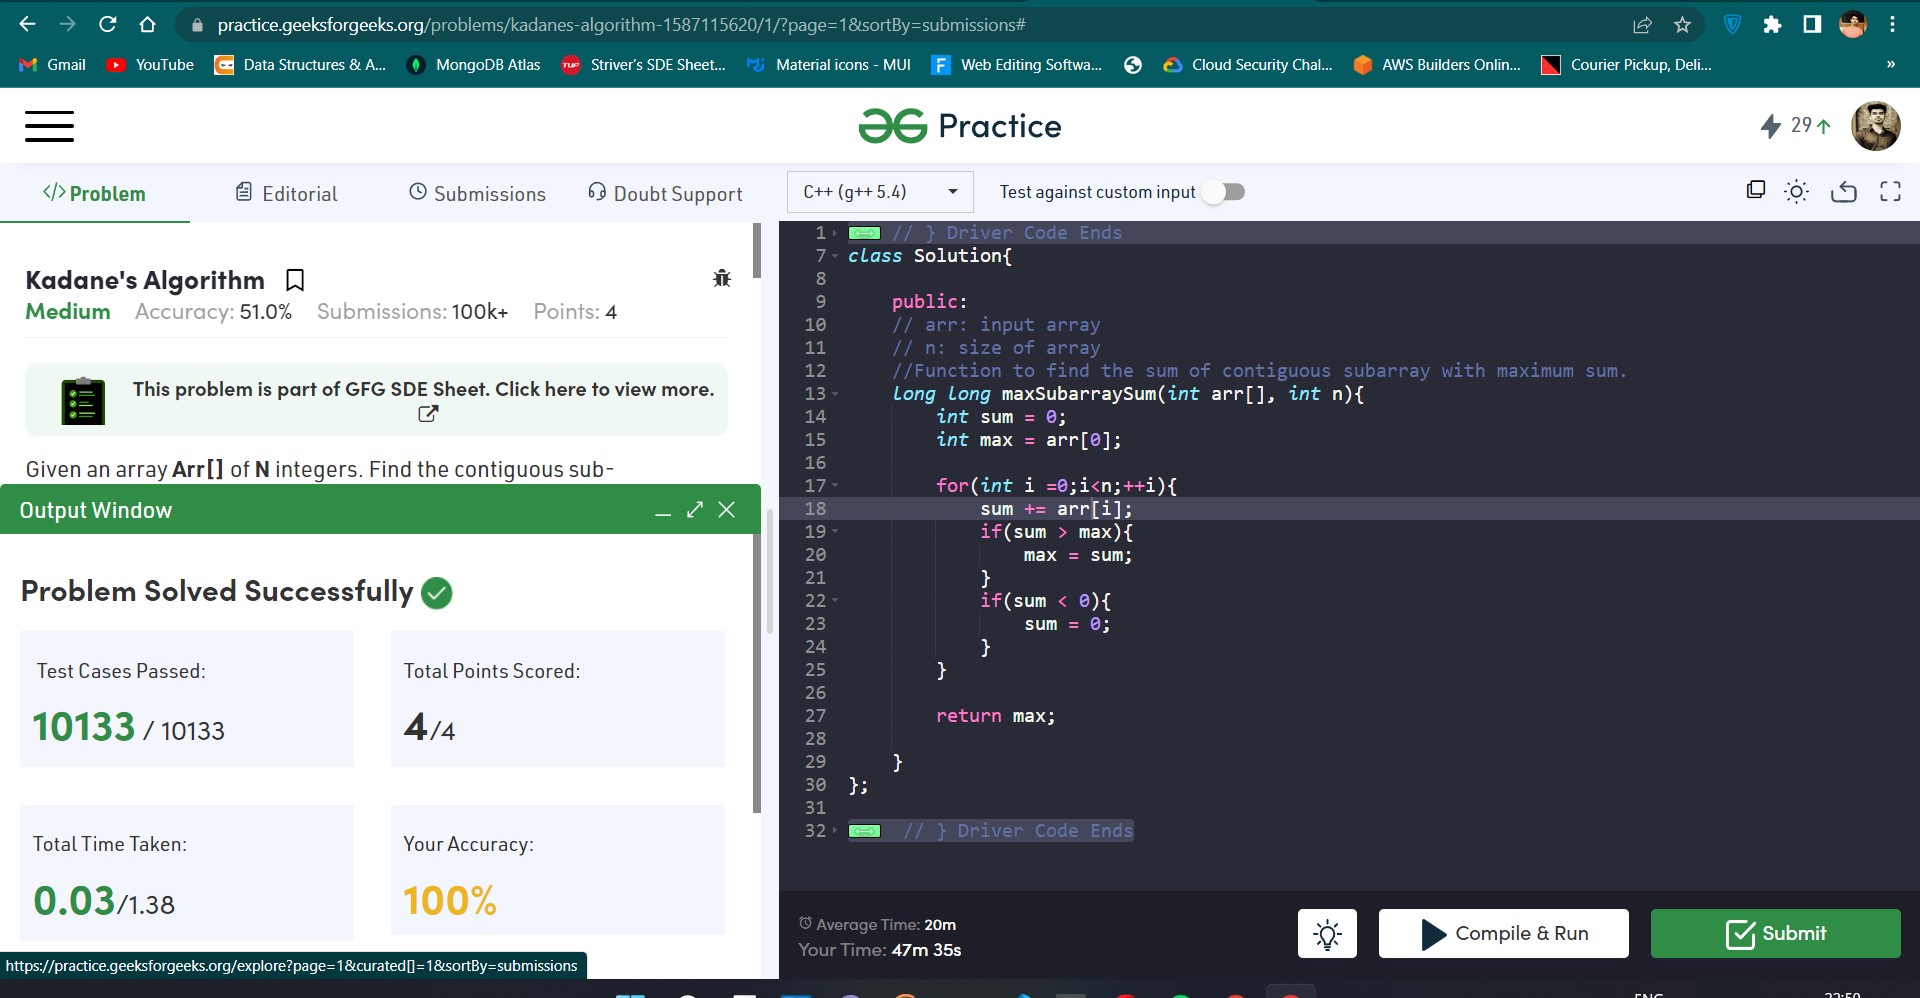 practice.geeksforgeeks.org/problems/kadanes-algorithm-1587115620/1/?page=1&sortBy=submissions#
Gmail
YouTube
Data Structures & A...
MongoDB Atlas
TUF
Striver's SDE Sheet...
Material icons - MUI
F
Web Editing Softwa...
Cloud Security Chal...
AWS Builders Onlin...
Courier Pickup, Deli...
»
Practice
29
</> Problem
Editorial
Submissions
Doubt Support
C++ (g++ 5.4)
Test against custom input
Kadane's Algorithm
Medium Accuracy: 51.0% Submissions: 100k+ Points: 4
This problem is part of GFG SDE Sheet. Click here to view more.
Given an array Arr[] of N integers. Find the contiguous sub-
Output Window
Problem Solved Successfully
Test Cases Passed:
10133 / 10133
Total Points Scored:
4/4
Total Time Taken:
0.03/1.38
Your Accuracy:
100%
https://practice.geeksforgeeks.org/explore?page=1&curated[]=1&sortBy=submissions
1 // } Driver Code Ends
7 class Solution{
8
9 public:
10 // arr: input array
11 // n: size of array
12 //Function to find the sum of contiguous subarray with maximum sum.
13 long long maxSubarraySum(int arr[], int n){
14 int sum = 0;
15 int max = arr[0];
16
17 for(int i =0;i<n;++i){
18 sum += arr[i];
19 if(sum > max){
20 max = sum;
21 }
22 if(sum < 0){
23 sum = 0;
24 }
25 }
26
27 return max;
28
29 }
30 };
31
32 // } Driver Code Ends
Average Time: 20m
Your Time: 47m 35s
Compile & Run
Submit